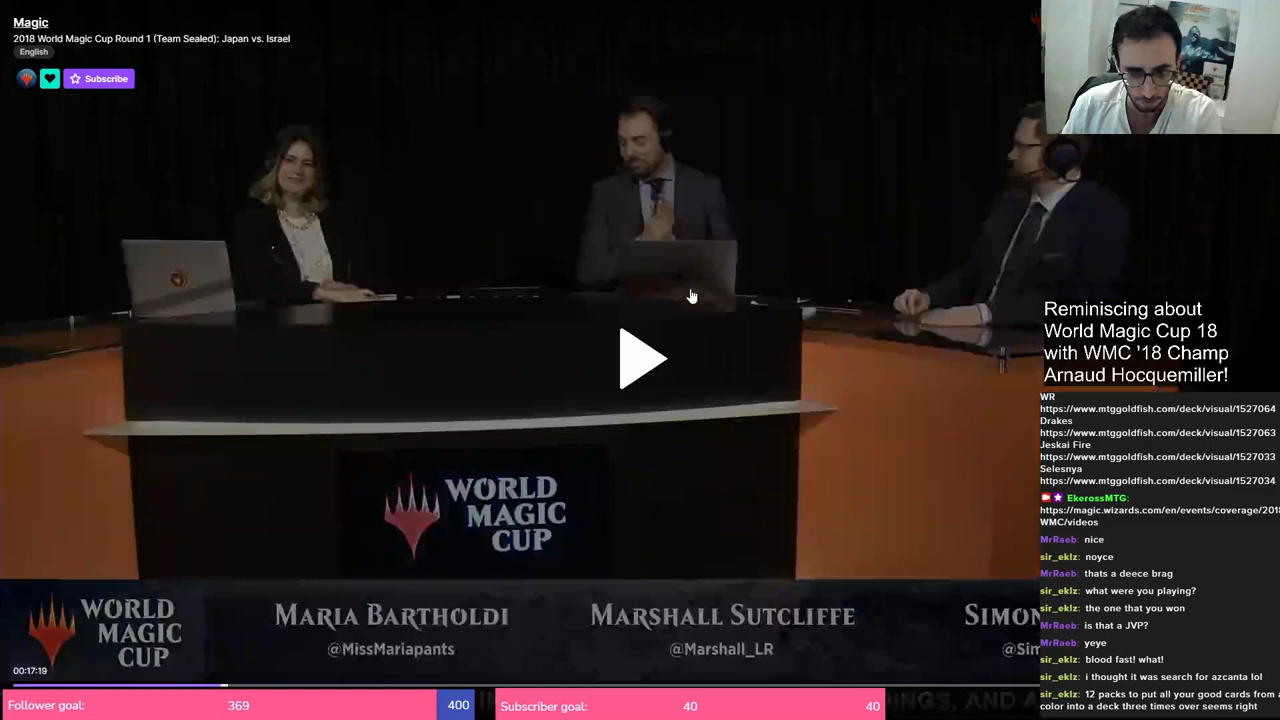 Magic
2018 World Magic Cup Round 1 (Team Sealed): Japan vs. Israel
English
Subscribe
WORLD
MAGIC
CUP
WORLD
MAGIC
CUP
MARIA BARTHOLDI
@MissMariapants
MARSHALL SUTCLIFFE
@Marshall_LR
00:17:19
Follower goal:
369
400
Subscriber goal:
40
40
Reminiscing about
World Magic Cup 18
with WMC '18 Champ
Arnaud Hocquemiller!
WR
https://www.mtggoldfish.com/deck/visual/1527064
Drakes
https://www.mtggoldfish.com/deck/visual/1527063
Jeskai Fire
https://www.mtggoldfish.com/deck/visual/1527033
Selesnya
https://www.mtggoldfish.com/deck/visual/1527034
EkerossMTG:
https://magic.wizards.com/en/events/coverage/201
WMC/videos
MrRaeb: nice
sir_eklz: noyce
MrRaeb: thats a deece brag
sir_eklz: what were you playing?
sir_eklz: the one that you won
MrRaeb: is that a JVP?
MrRaeb: yeye
sir_eklz: blood fast! what!
sir_eklz: i thought it was search for azcanta lol
sir_eklz: 12 packs to put all your good cards from a
color into a deck three times over seems right